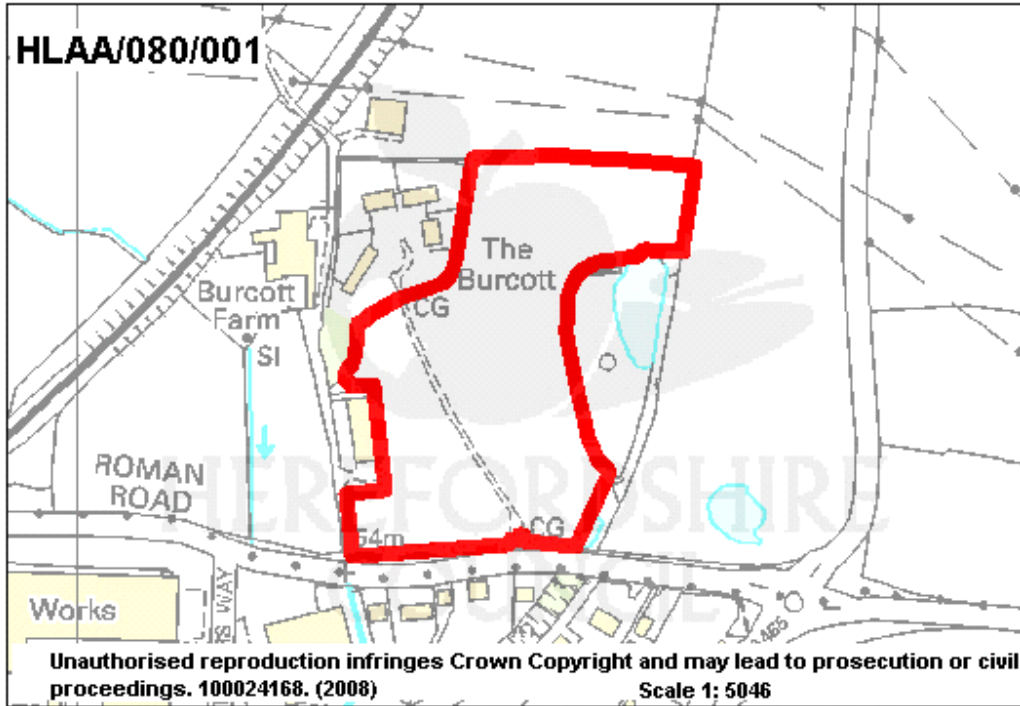 HLAA/080/001
The
Burcott
CG
Burcott
Farm
SI
ROMAN
ROAD
HEREFORDSHIRE
COUNCIL
CG
54m
Works
WAY
Unauthorised reproduction infringes Crown Copyright and may lead to prosecution or civil
proceedings. 100024168. (2008)
Scale 1: 5046